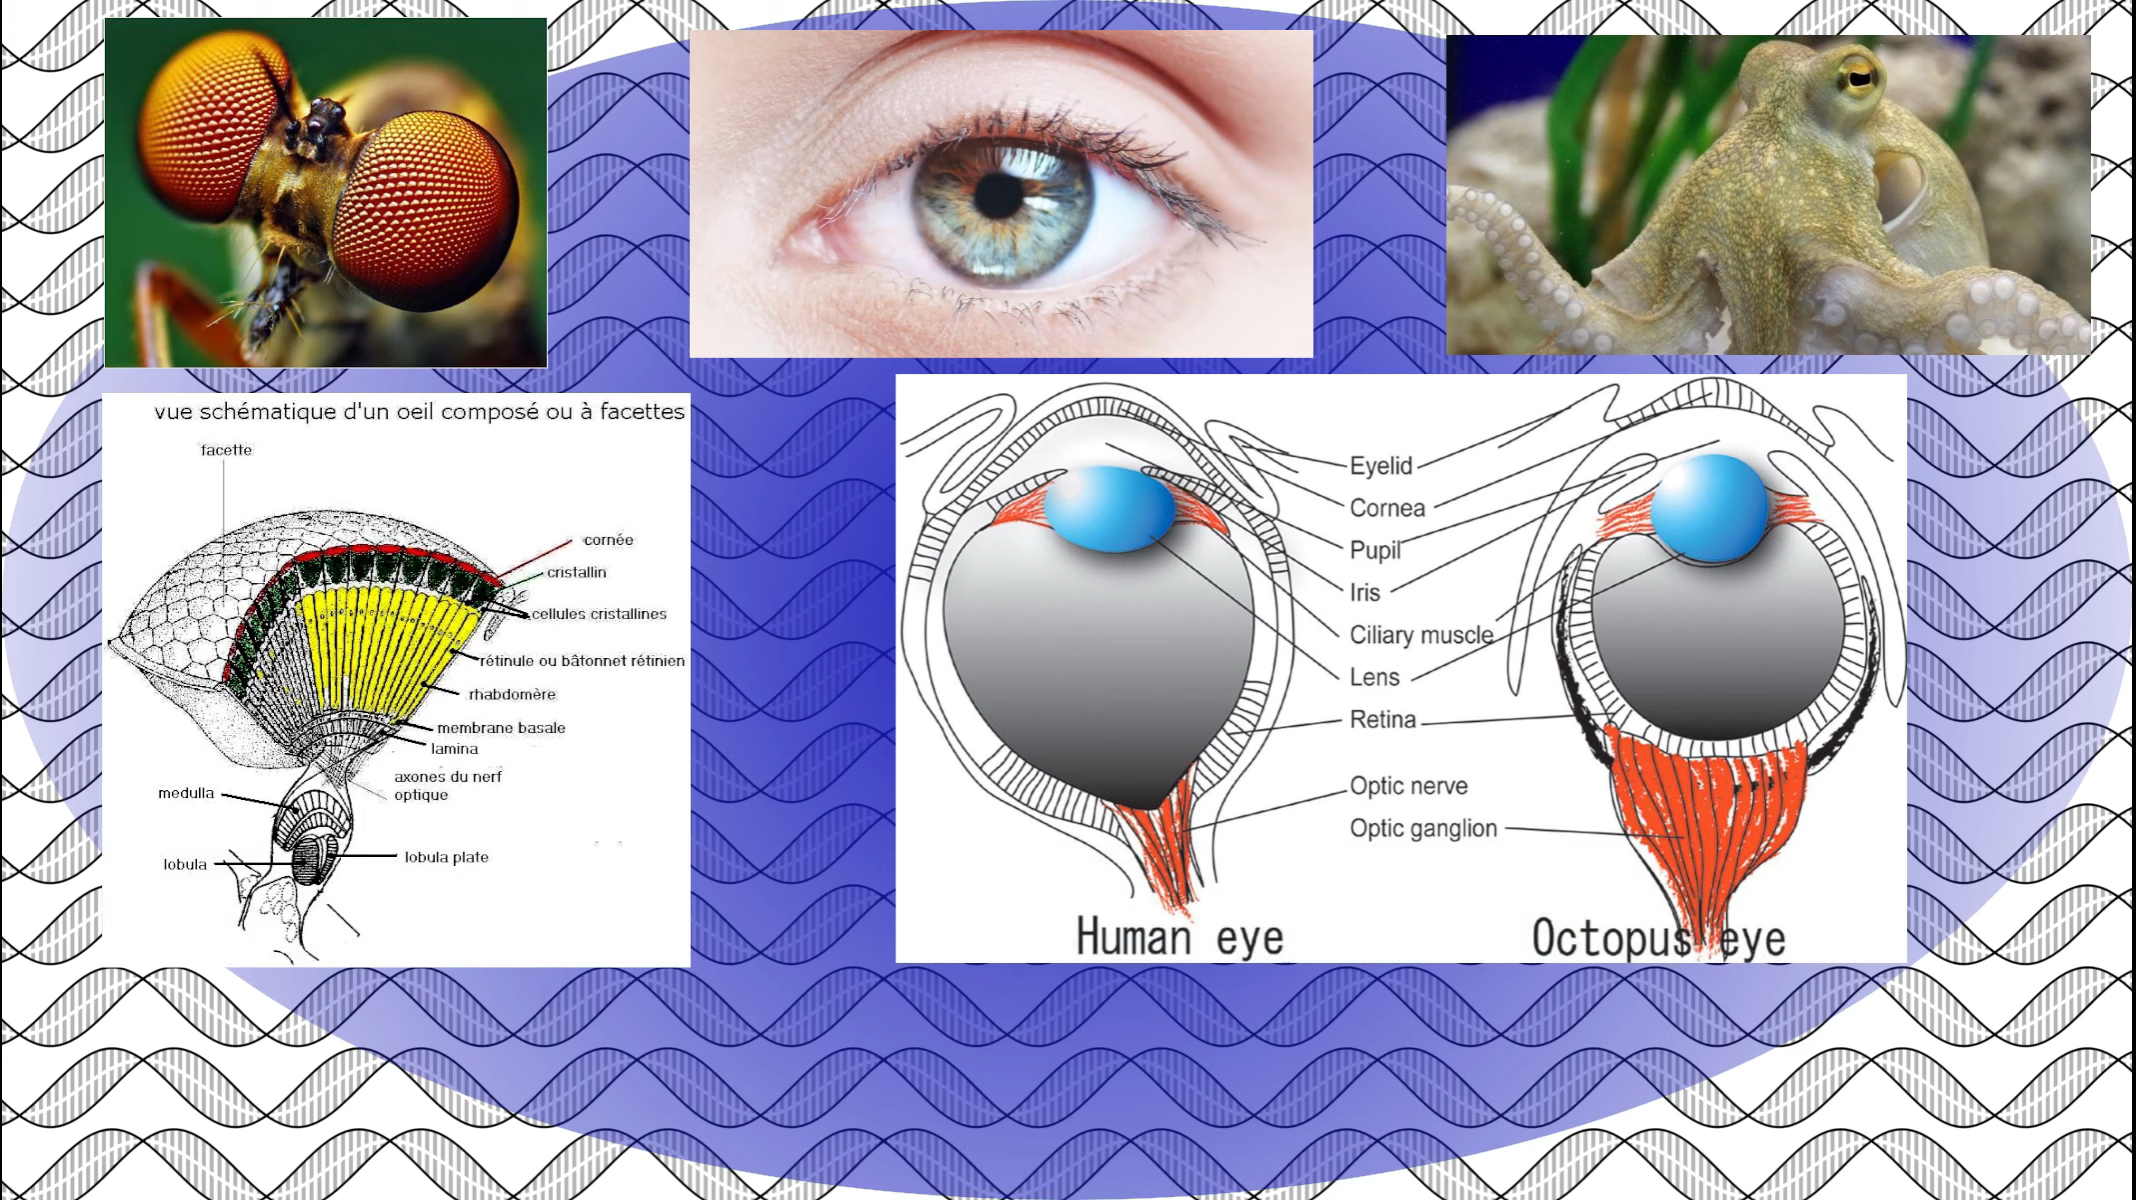 vue schématique d'un oeil composé ou à facettes
facette
cornée
cristallin
cellules cristallines
rétinule ou bâtonnet rétinien
rhabdomère
membrane basale
lamina
axones du nerf
optique
medulla
lobula plate
lobula
Eyelid
Cornea
Pupil
Iris
Ciliary muscle
Lens
Retina
Optic nerve
Optic ganglion
Human eye
Octopus eye